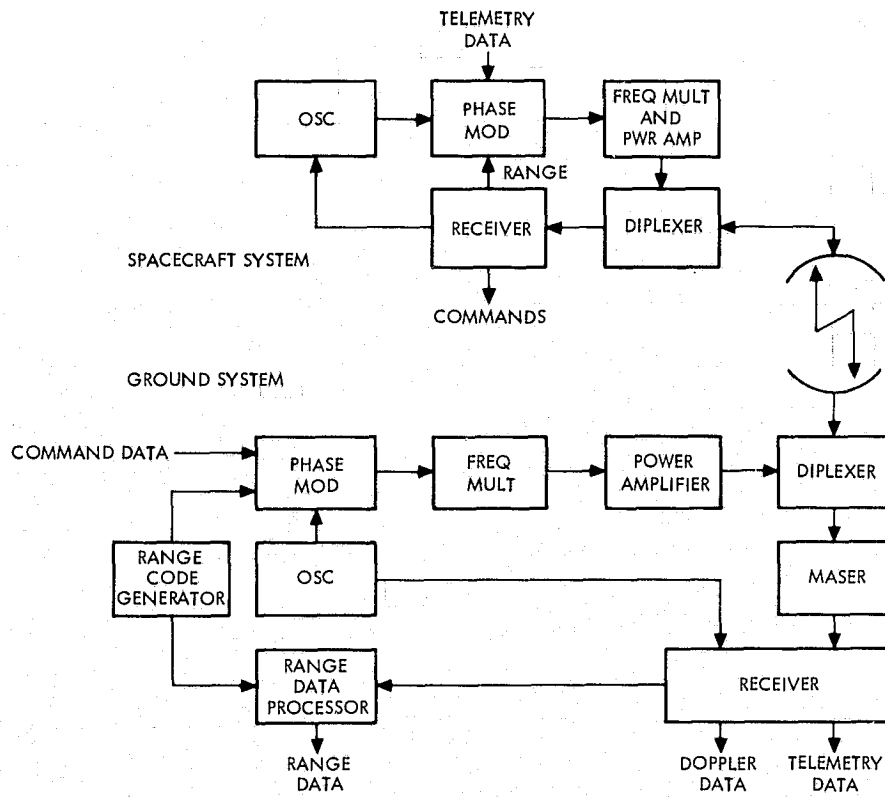 TELEMETRY
DATA
OSC
PHASE
MOD
FREQ MULT
AND
PWR AMP
RANGE
RECEIVER
DIPLEXER
SPACECRAFT SYSTEM
COMMANDS
GROUND SYSTEM
COMMAND DATA
PHASE
MOD
FREQ
MULT
POWER
AMPLIFIER
DIPLEXER
RANGE
CODE
GENERATOR
OSC
MASER
RANGE
DATA
PROCESSOR
RECEIVER
RANGE
DATA
DOPPLER
DATA
TELEMETRY
DATA